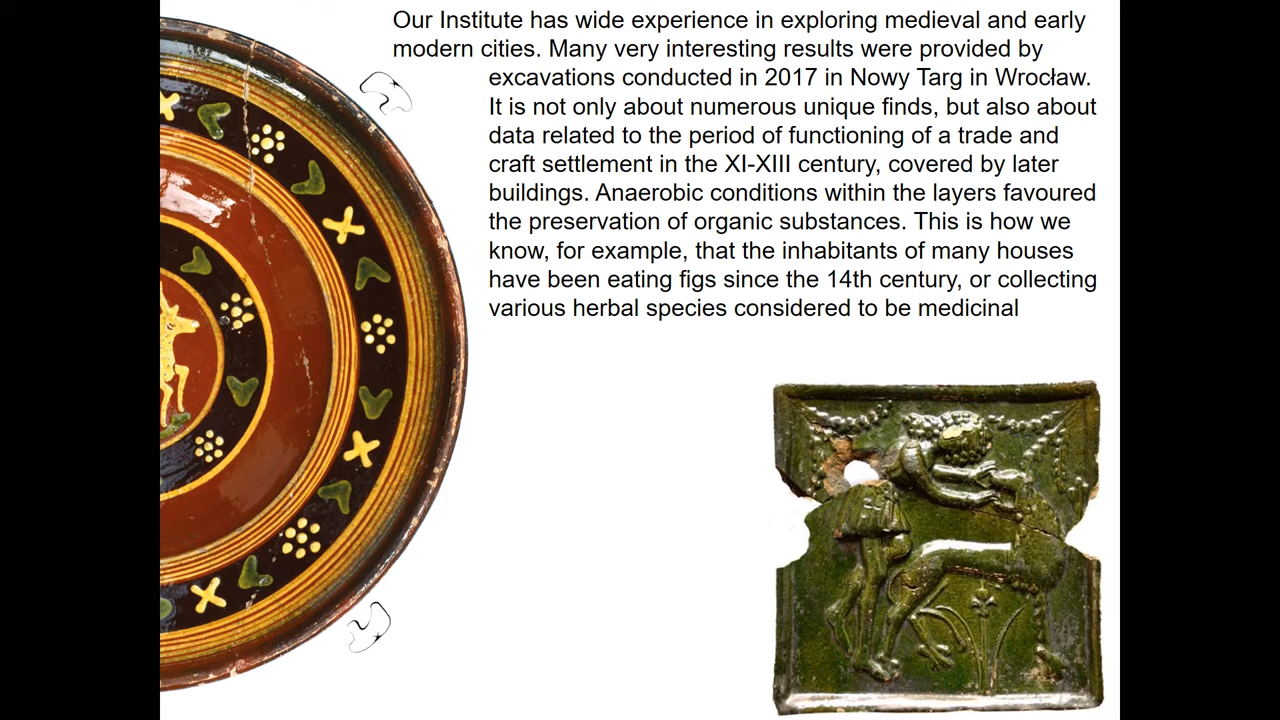 Our Institute has wide experience in exploring medieval and early
modern cities. Many very interesting results were provided by
excavations conducted in 2017 in Nowy Targ in Wrocław.
It is not only about numerous unique finds, but also about
data related to the period of functioning of a trade and
craft settlement in the XI-XIII century, covered by later
buildings. Anaerobic conditions within the layers favoured
the preservation of organic substances. This is how we
know, for example, that the inhabitants of many houses
have been eating figs since the 14th century, or collecting
various herbal species considered to be medicinal